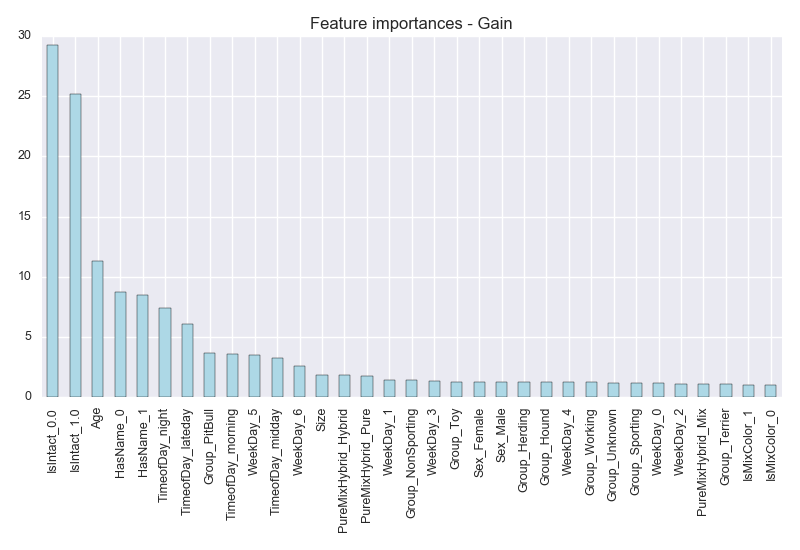 Feature importances - Gain
30
25
20
15
10
5
0
IsIntact_0.0
IsIntact_1.0
Age
HasName_0
HasName_1
TimeofDay_night
TimeofDay_lateday
Group_PitBull
TimeofDay_morning
WeekDay_5
TimeofDay_midday
WeekDay_6
Size
PureMixHybrid_Hybrid
PureMixHybrid_Pure
WeekDay_1
Group_NonSporting
WeekDay_3
Group_Toy
Sex_Female
Sex_Male
Group_Herding
Group_Hound
WeekDay_4
Group_Working
Group_Unknown
Group_Sporting
WeekDay_0
WeekDay_2
PureMixHybrid_Mix
Group_Terrier
IsMixColor_1
IsMixColor_0